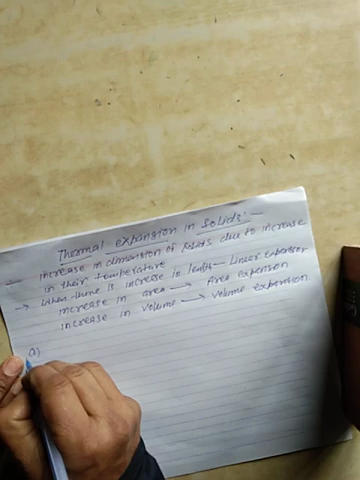 Thermal expansion in Solids:-
- increase in dimension of solids due to increase
in their temperature
→ When there is increase in length → Linear expansion
increase in area → Area expansion
increase in volume → volume expansion
(a)